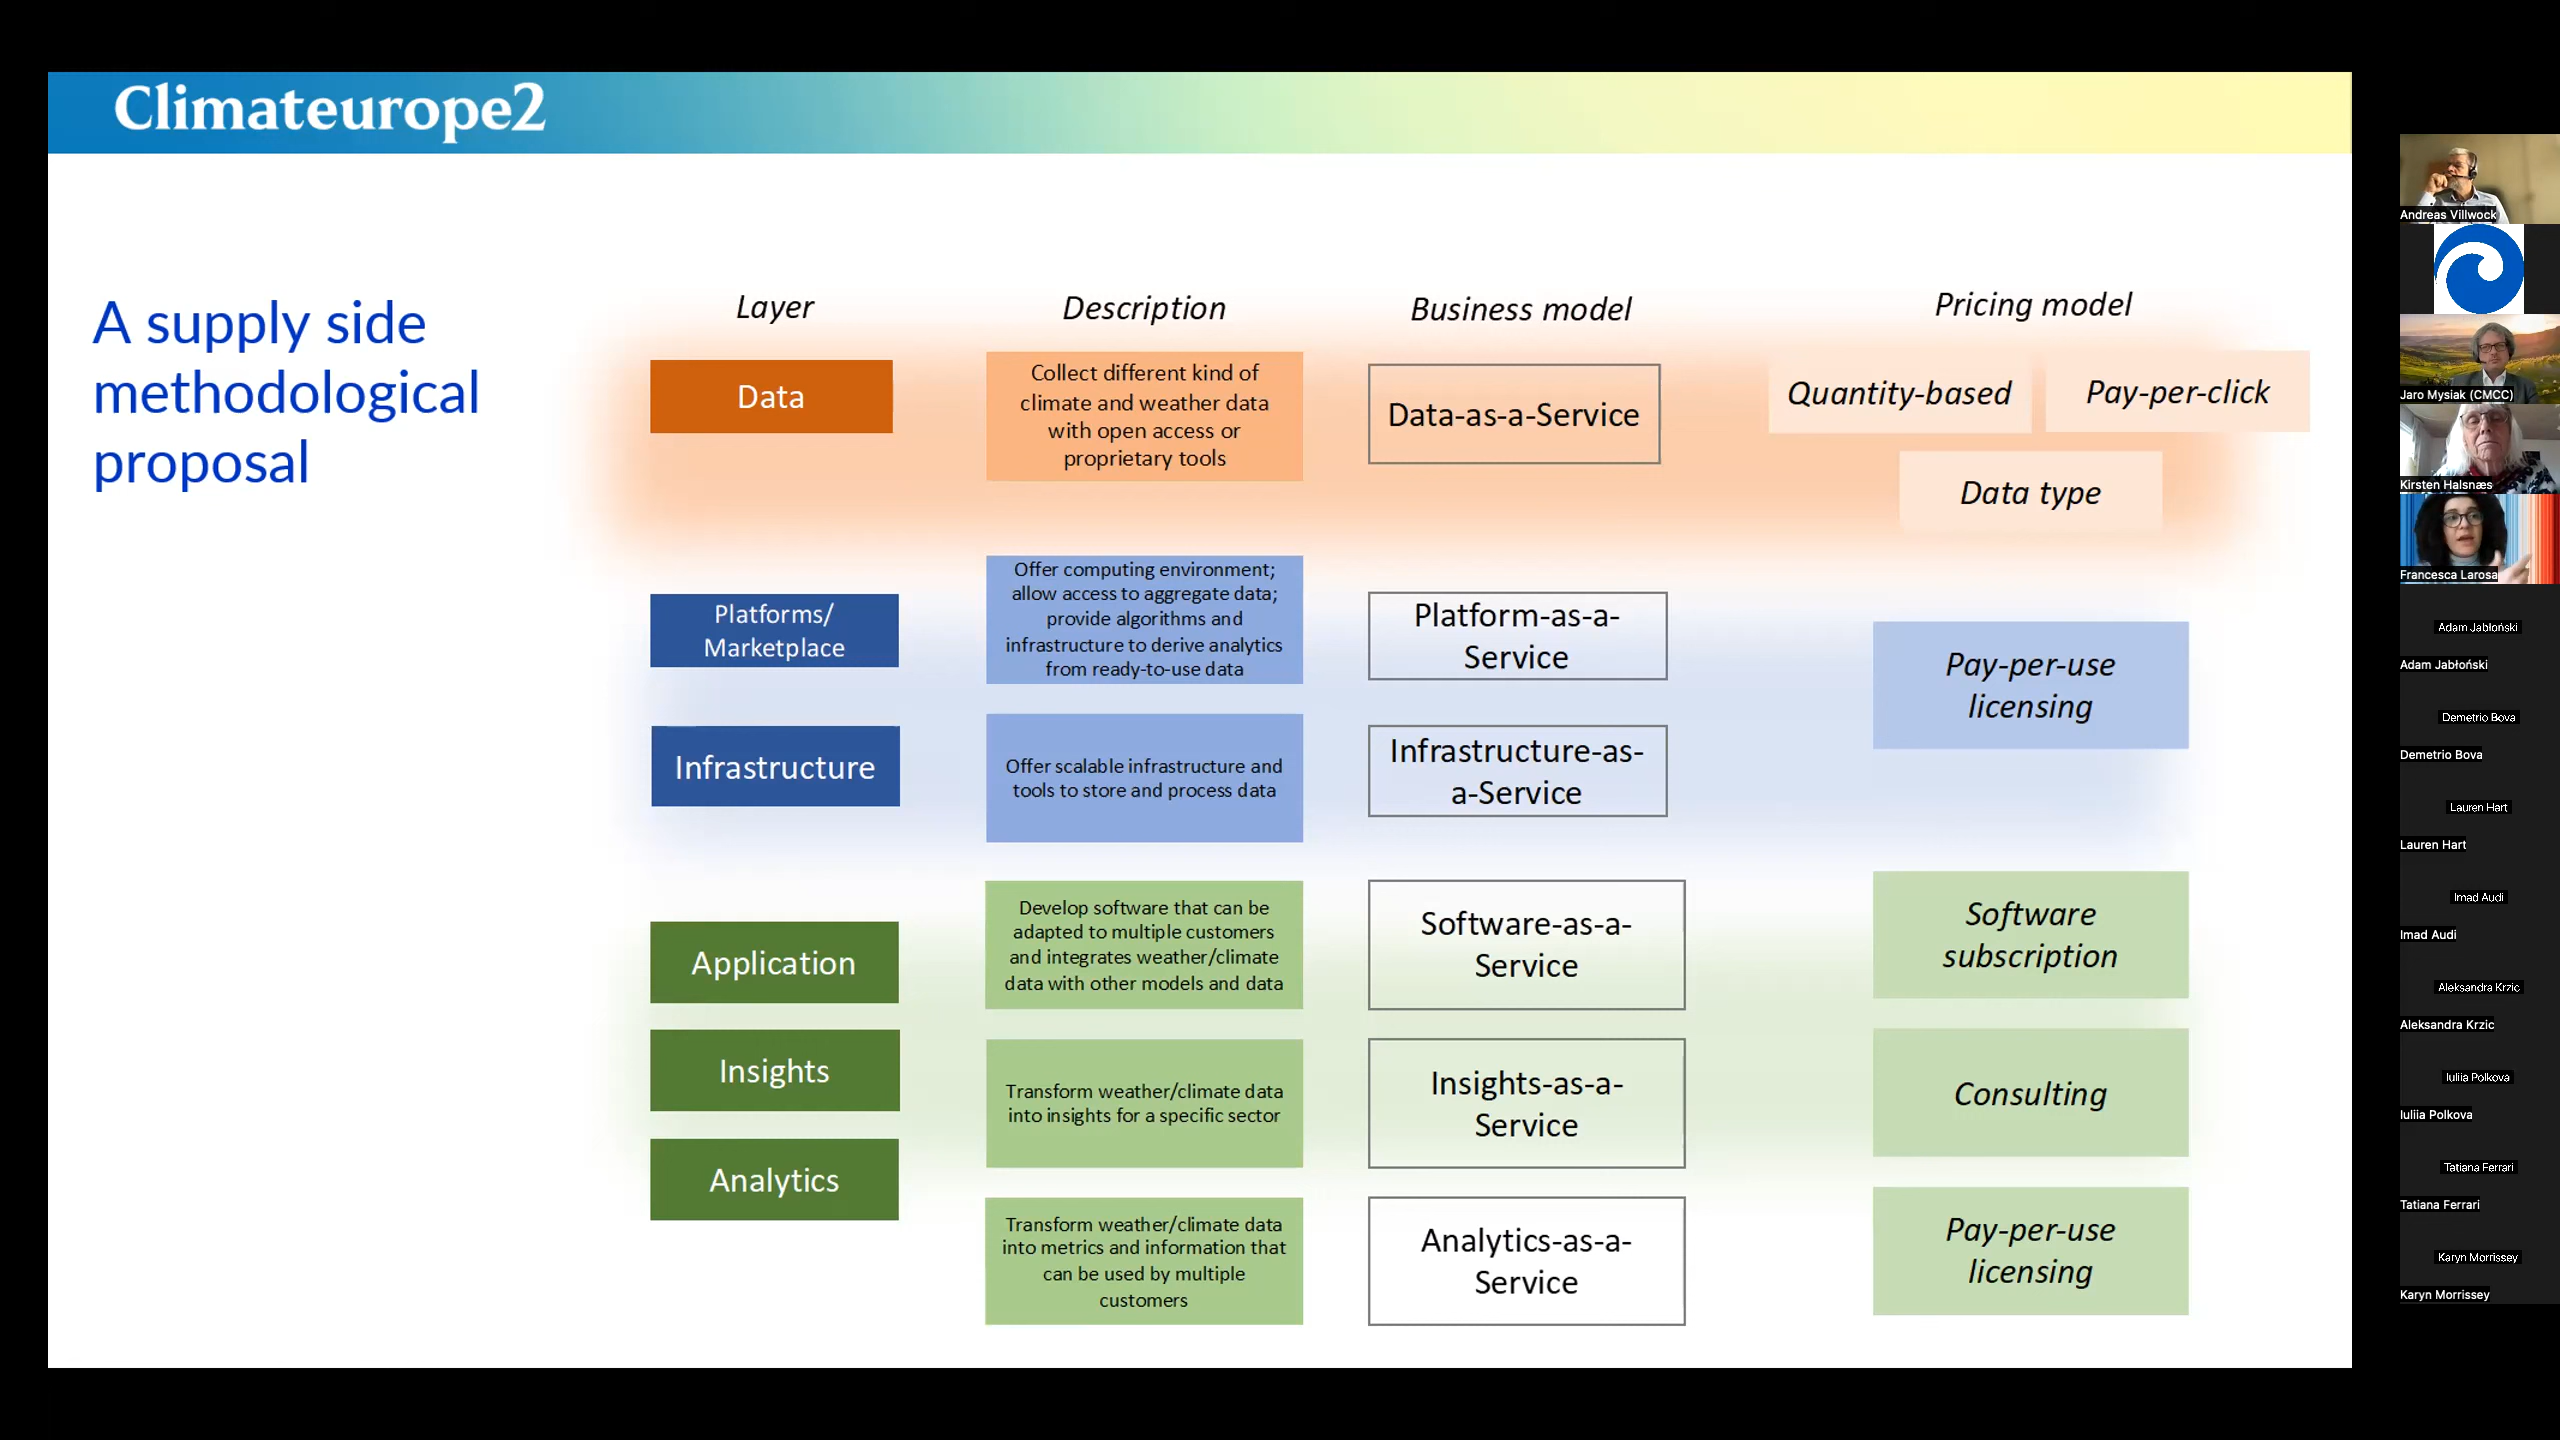 Climateurope2
A supply side
methodological
proposal
Layer
Description
Business model
Pricing model
Data
Collect different kind of
climate and weather data
with open access or
proprietary tools
Data-as-a-Service
Quantity-based
Pay-per-click
Data type
Platforms/
Marketplace
Offer computing environment;
allow access to aggregate data;
provide algorithms and
infrastructure to derive analytics
from ready-to-use data
Platform-as-a-
Service
Pay-per-use
licensing
Infrastructure
Offer scalable infrastructure and
tools to store and process data
Infrastructure-as-
a-Service
Application
Develop software that can be
adapted to multiple customers
and integrates weather/climate
data with other models and data
Software-as-a-
Service
Software
subscription
Insights
Transform weather/climate data
into insights for a specific sector
Insights-as-a-
Service
Consulting
Analytics
Transform weather/climate data
into metrics and information that
can be used by multiple
customers
Analytics-as-a-
Service
Pay-per-use
licensing
Andreas Villwock
Jaro Mysiak (CMCC)
Kirsten Halsnæs
Francesca Larosa
Adam Jabłoński
Adam Jabłoński
Demetrio Bova
Demetrio Bova
Lauren Hart
Lauren Hart
Imad Audi
Imad Audi
Aleksandra Krzic
Aleksandra Krzic
Iuliia Polkova
Iuliia Polkova
Tatiana Ferrari
Tatiana Ferrari
Karyn Morrissey
Karyn Morrissey